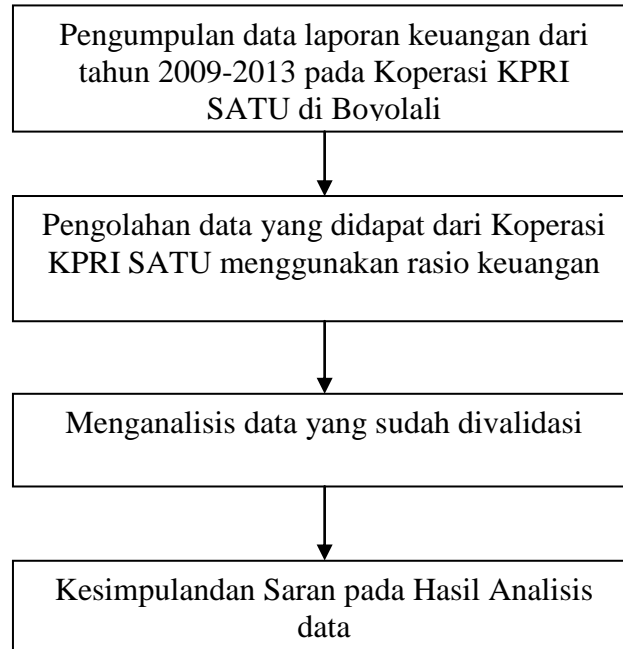 Pengumpulan data laporan keuangan dari
tahun 2009-2013 pada Koperasi KPRI
SATU di Boyolali
Pengolahan data yang didapat dari Koperasi
KPRI SATU menggunakan rasio keuangan
Menganalisis data yang sudah divalidasi
Kesimpulandan Saran pada Hasil Analisis
data